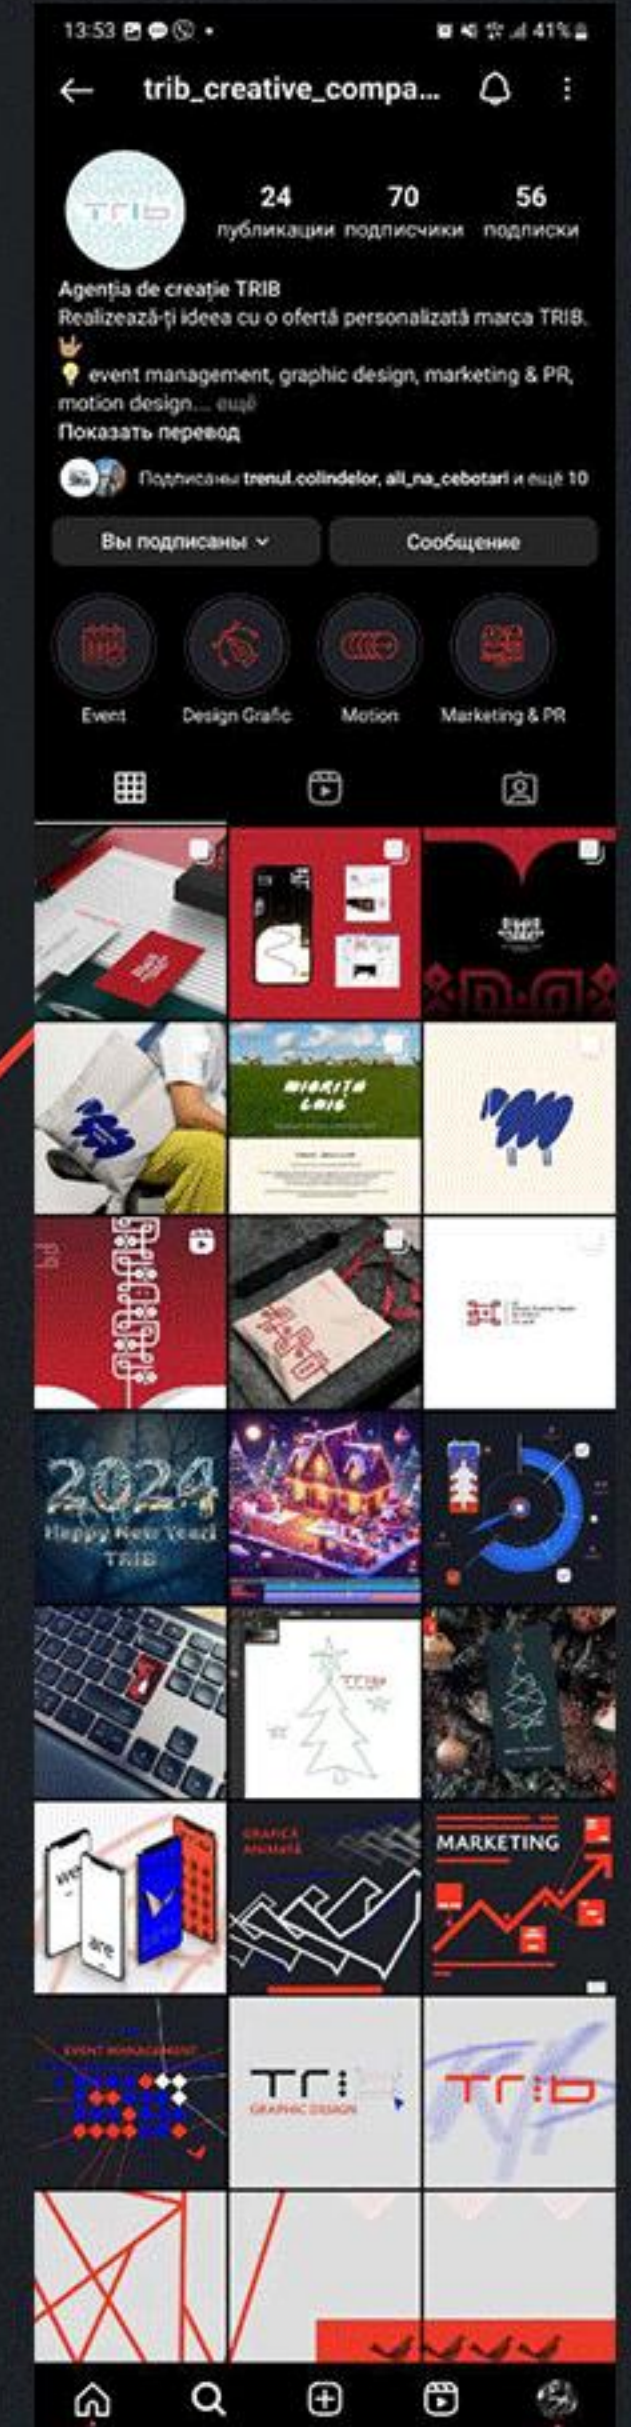 13:53
41%
trib_creative_compa...
Trib
24 70 56
публикации подписчики подписки
Agenția de creație TRIB
Realizează-ți ideea cu o ofertă personalizată marca TRIB.
event management, graphic design, marketing & PR,
motion design... ещё
Показать перевод
Подписаны trenul.colindelor, ali_na_cebotari и ещё 10
Вы подписаны
Сообщение
Event Design Grafic Motion Marketing & PR
2024
Happy New Year!
TRIB
we
are
GRAFICĂ
ANIMATĂ
MARKETING
EVENT MANAGEMENT
GRAPHIC DESIGN
Trib